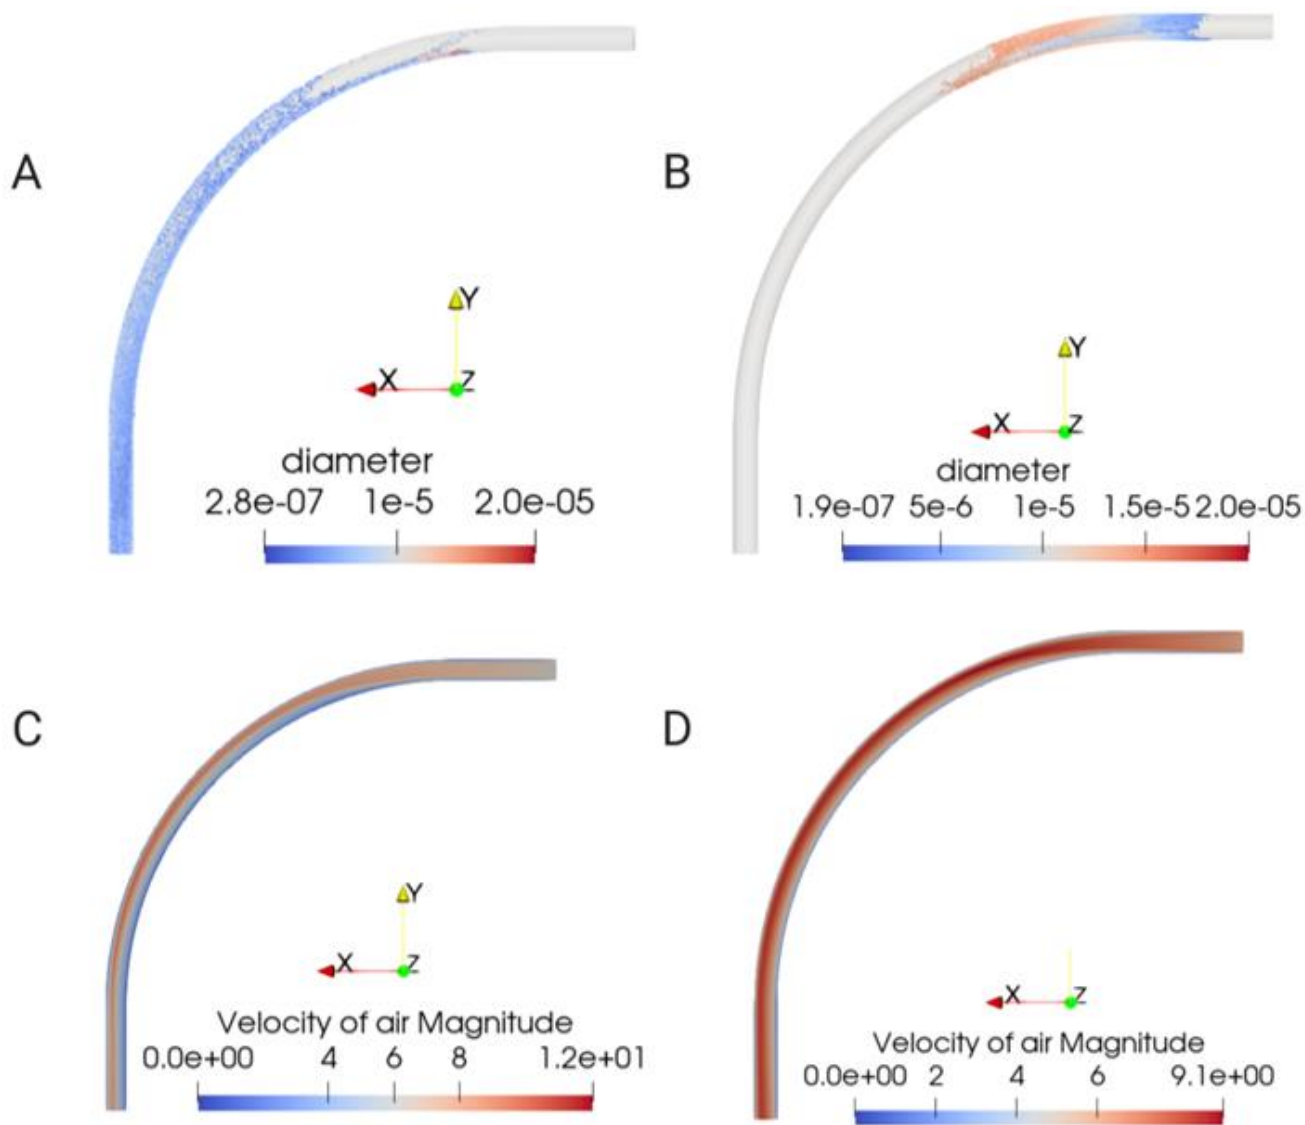 A
Y
X
Z
diameter
2.8e-07 1e-5 2.0e-05
B
Y
X
Z
diameter
1.9e-07 5e-6 1e-5 1.5e-5 2.0e-05
C
Y
X
Z
Velocity of air Magnitude
0.0e+00 4 6 8 1.2e+01
D
X
Z
Velocity of air Magnitude
0.0e+00 2 4 6 9.1e+00